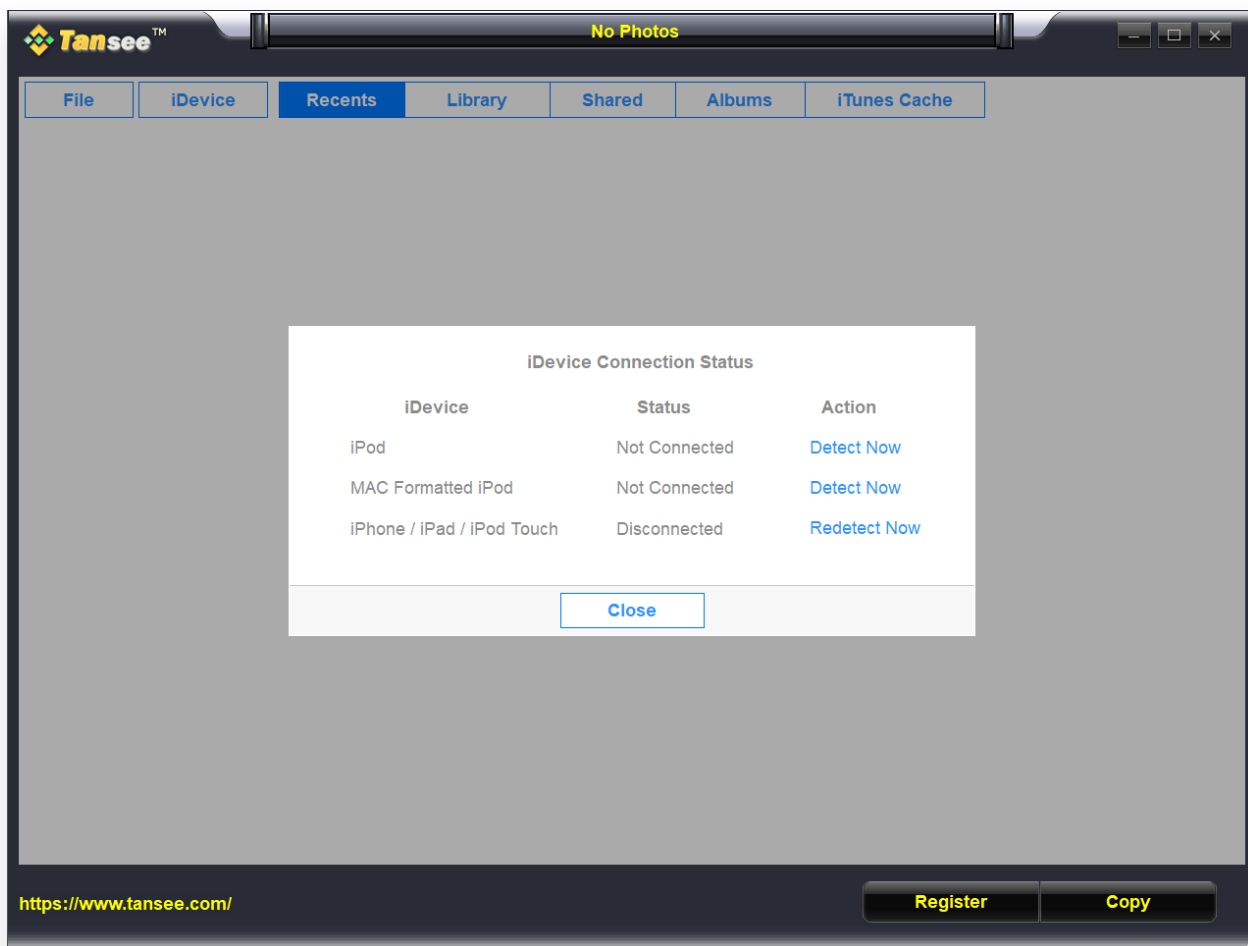 Tansee™
No Photos
File iDevice Recents Library Shared Albums iTunes Cache
iDevice Connection Status
iDevice Status Action
iPod Not Connected Detect Now
MAC Formatted iPod Not Connected Detect Now
iPhone / iPad / iPod Touch Disconnected Redetect Now
Close
https://www.tansee.com/ Register Copy